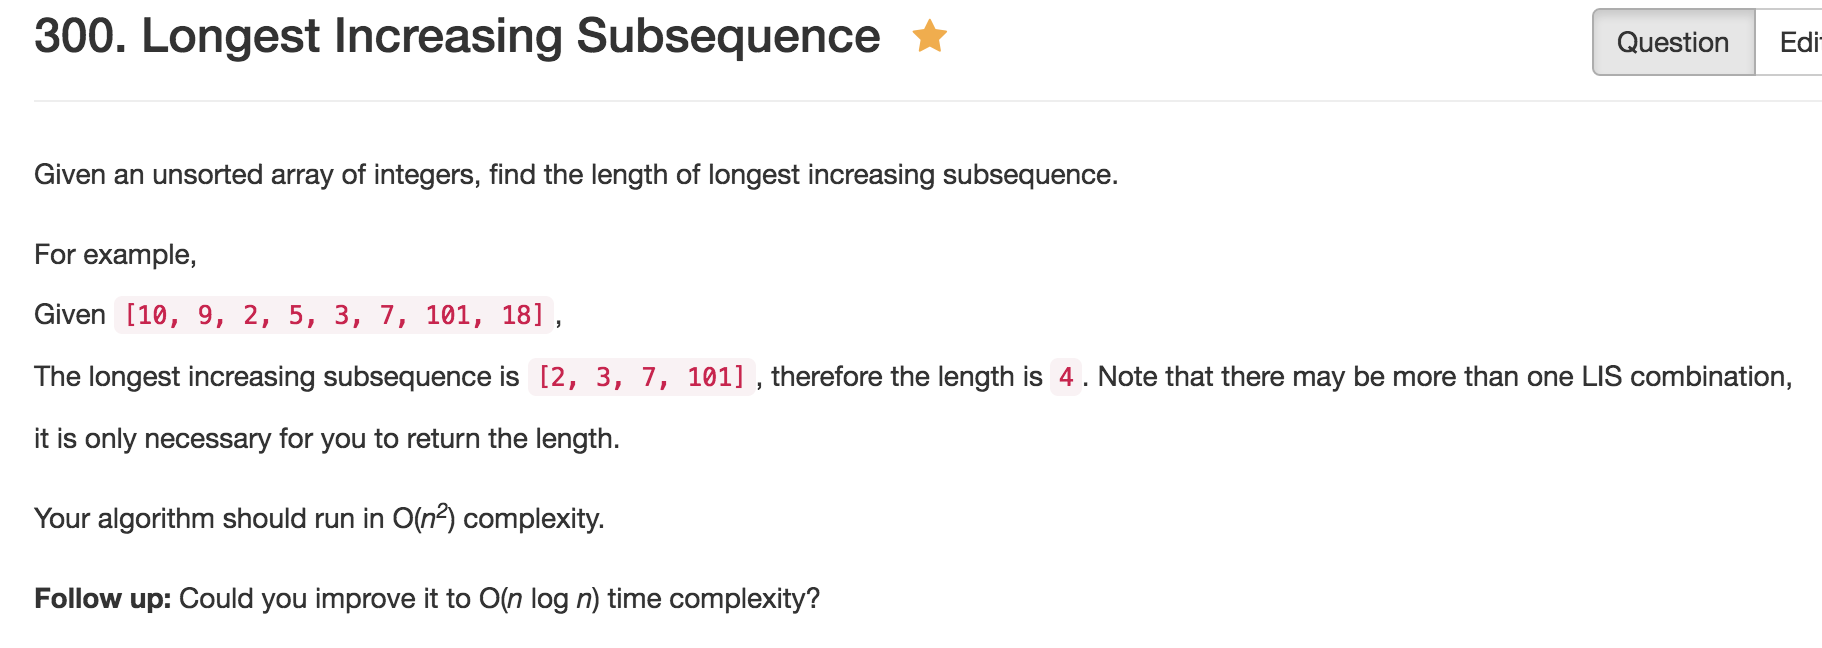 300. Longest Increasing Subsequence
Question
Given an unsorted array of integers, find the length of longest increasing subsequence.
For example,
Given [10, 9, 2, 5, 3, 7, 101, 18],
The longest increasing subsequence is [2, 3, 7, 101], therefore the length is 4. Note that there may be more than one LIS combination,
it is only necessary for you to return the length.
Your algorithm should run in O(n²) complexity.
Follow up: Could you improve it to O(n log n) time complexity?